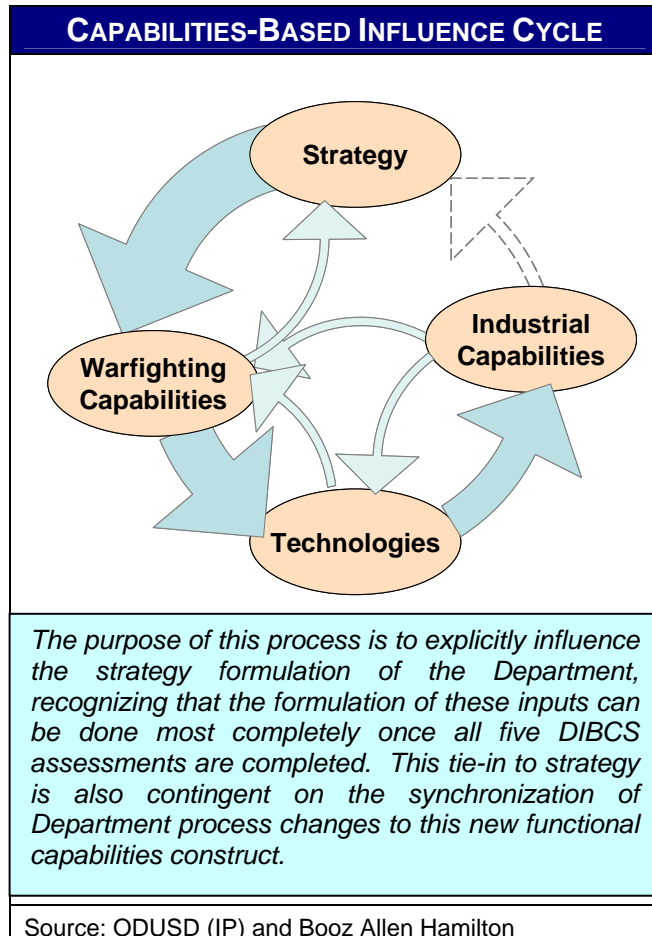 CAPABILITIES-BASED INFLUENCE CYCLE
Strategy
Industrial
Capabilities
Warfighting
Capabilities
Technologies
The purpose of this process is to explicitly influence
the strategy formulation of the Department,
recognizing that the formulation of these inputs can
be done most completely once all five DIBCS
assessments are completed. This tie-in to strategy
is also contingent on the synchronization of
Department process changes to this new functional
capabilities construct.
Source: ODUSD (IP) and Booz Allen Hamilton